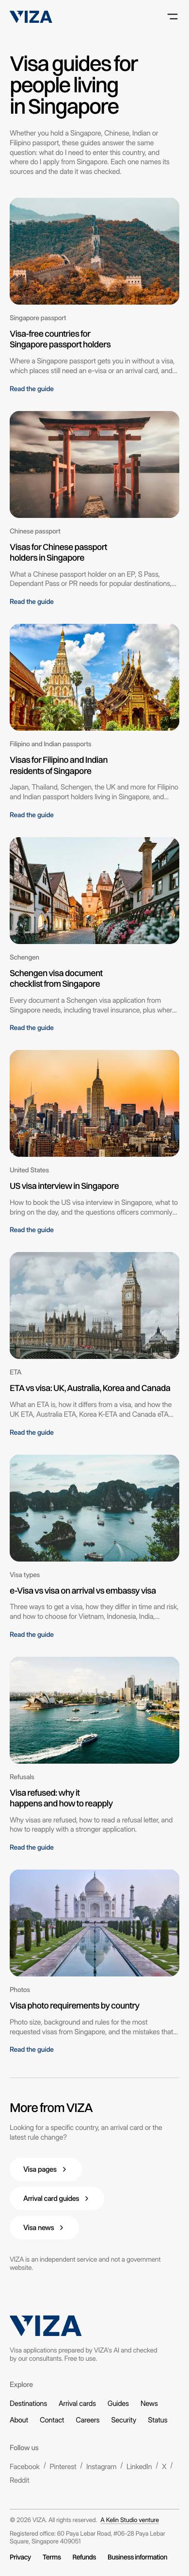 VIZA
Visa guides for
people living
in Singapore
Whether you hold a Singapore, Chinese, Indian or
Filipino passport, these guides answer the same
question: what do I need to enter this country, and
where do I apply from Singapore. Each one names its
sources and the date it was checked.
Singapore passport
Visa-free countries for
Singapore passport holders
Where a Singapore passport gets you in without a visa,
which places still need an e-visa or an arrival card, and...
Read the guide
Chinese passport
Visas for Chinese passport
holders in Singapore
What a Chinese passport holder on an EP, S Pass,
Dependant Pass or PR needs for popular destinations,...
Read the guide
Filipino and Indian passports
Visas for Filipino and Indian
residents of Singapore
Japan, Thailand, Schengen, the UK and more for Filipino
and Indian passport holders living in Singapore, and...
Read the guide
Schengen
Schengen visa document
checklist from Singapore
Every document a Schengen visa application from
Singapore needs, including travel insurance, plus wher...
Read the guide
United States
US visa interview in Singapore
How to book the US visa interview in Singapore, what to
bring on the day, and the questions officers commonly...
Read the guide
ETA
ETA vs visa: UK, Australia, Korea and Canada
What an ETA is, how it differs from a visa, and how the
UK ETA, Australia ETA, Korea K-ETA and Canada eTA...
Read the guide
Visa types
e-Visa vs visa on arrival vs embassy visa
Three ways to get a visa, how they differ in time and risk,
and how to choose for Vietnam, Indonesia, India,...
Read the guide
Refusals
Visa refused: why it
happens and how to reapply
Why visas are refused, how to read a refusal letter, and
how to reapply with a stronger application.
Read the guide
Photos
Visa photo requirements by country
Photo size, background and rules for the most
requested visas from Singapore, and the mistakes that...
Read the guide
More from VIZA
Looking for a specific country, an arrival card or the
latest rule change?
Visa pages
Arrival card guides
Visa news
VIZA is an independent service and not a government
website.
VIZA
Visa applications prepared by VIZA's AI and checked
by our consultants. Free to use.
Explore
Destinations Arrival cards Guides News
About Contact Careers Security Status
Follow us
Facebook / Pinterest / Instagram / LinkedIn / X /
Reddit
© 2026 VIZA. All rights reserved. A Kelin Studio venture
Registered office: 60 Paya Lebar Road, #06-28 Paya Lebar
Square, Singapore 409051
Privacy Terms Refunds Business information